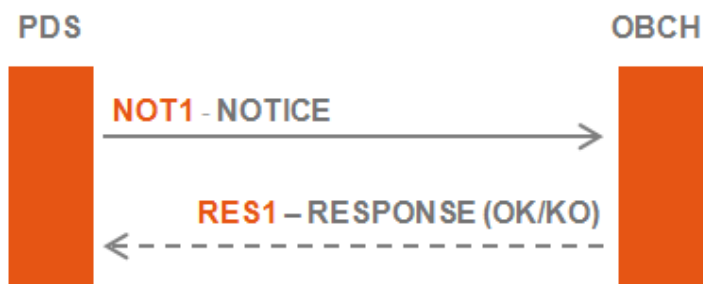 PDS
OBCH
NOT1 - NOTICE
RES1 – RESPONSE (OK/KO)